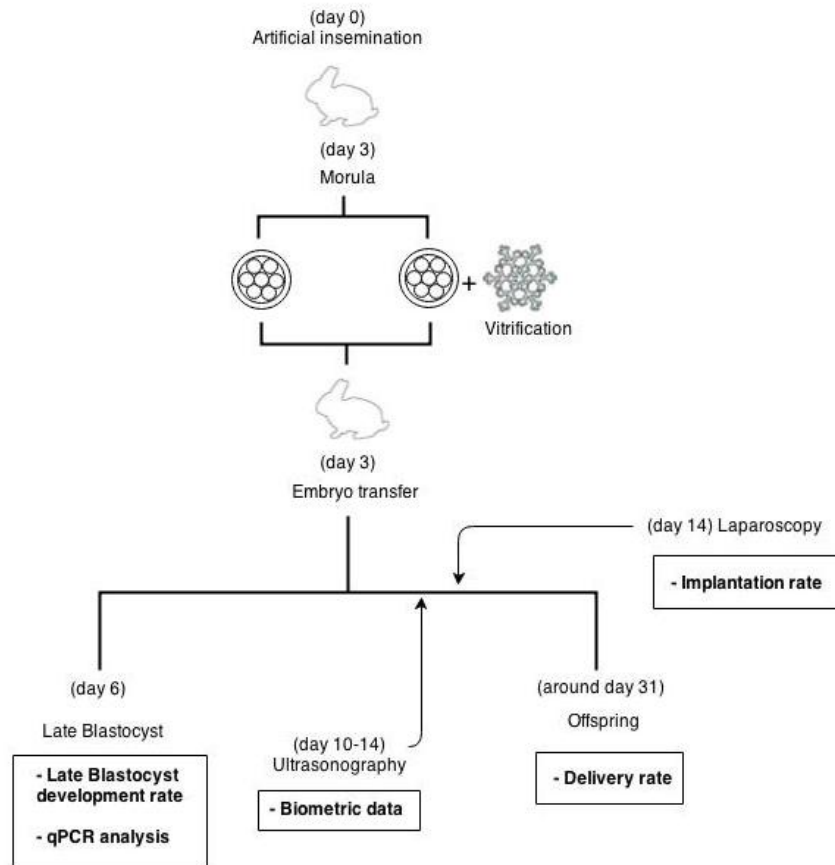 (day 0)
Artificial insemination
(day 3)
Morula
+
Vitrification
(day 3)
Embryo transfer
(day 14) Laparoscopy
- Implantation rate
(day 6)
Late Blastocyst
- Late Blastocyst
development rate
- qPCR analysis
(day 10-14)
Ultrasonography
- Biometric data
(around day 31)
Offspring
- Delivery rate